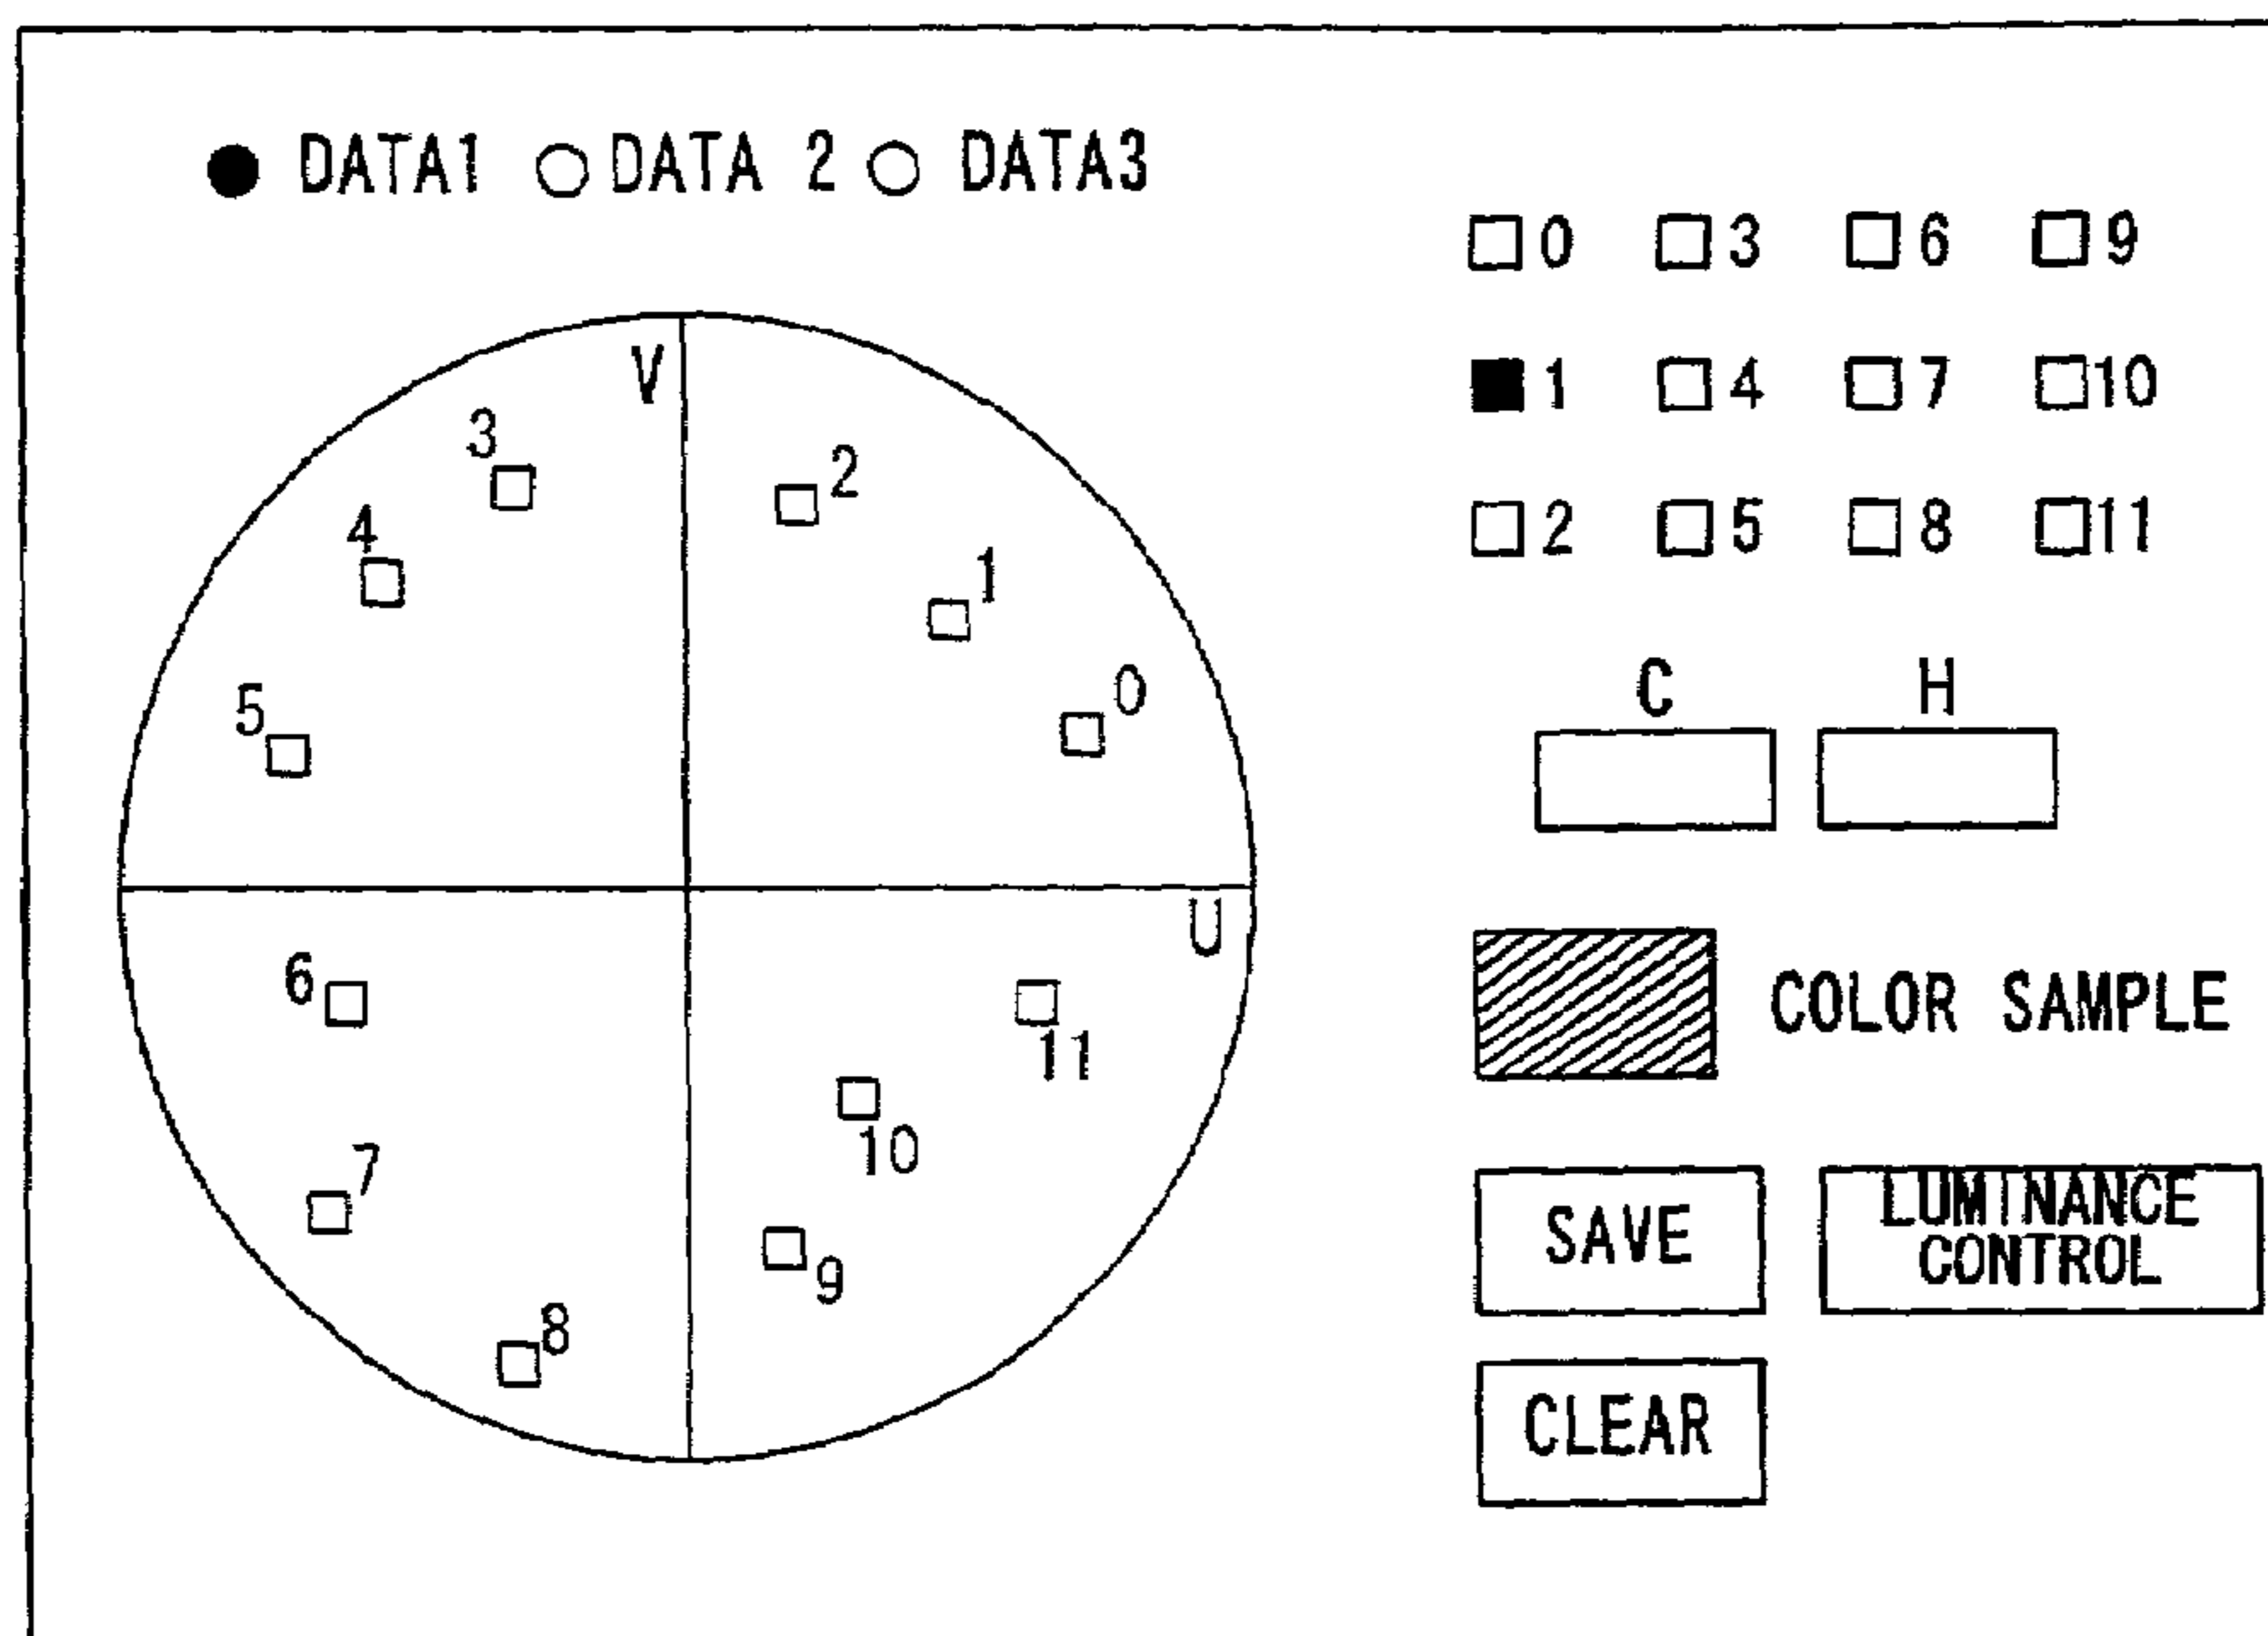 DATA1 DATA 2 DATA3
0 3 6 9
1 4 7 10
2 5 8 11
V
3
2
4
1
0
5
U
6
11
10
7
9
8
C H
COLOR SAMPLE
SAVE
LUMINANCE
CONTROL
CLEAR